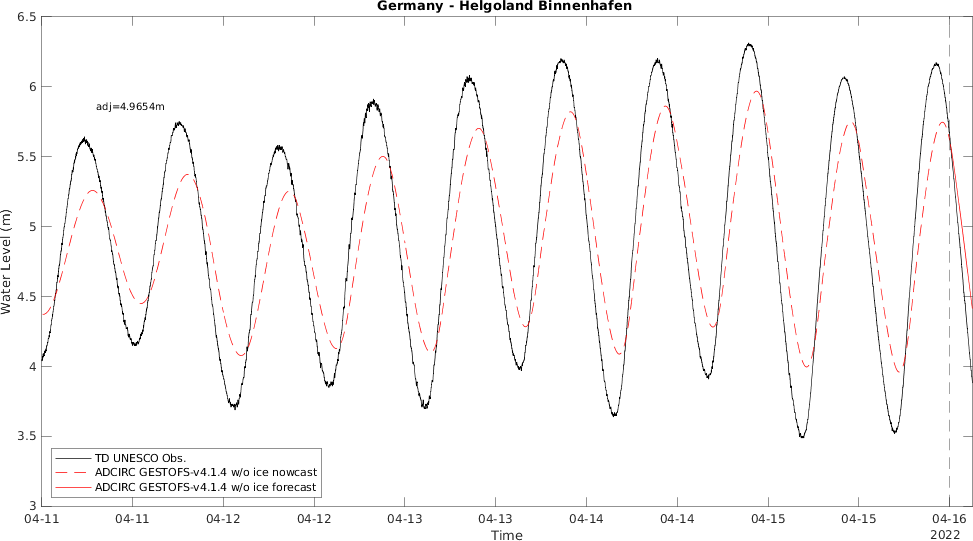 Germany - Helgoland Binnenhafen
6.5
6
adj=4.9654m
5.5
5
Water Level (m)
4.5
4
3.5
3
TD UNESCO Obs.
ADCIRC GESTOFS-v4.1.4 w/o ice nowcast
ADCIRC GESTOFS-v4.1.4 w/o ice forecast
04-11 04-11 04-12 04-12 04-13 04-13 04-14 04-14 04-15 04-15 04-16
Time
2022